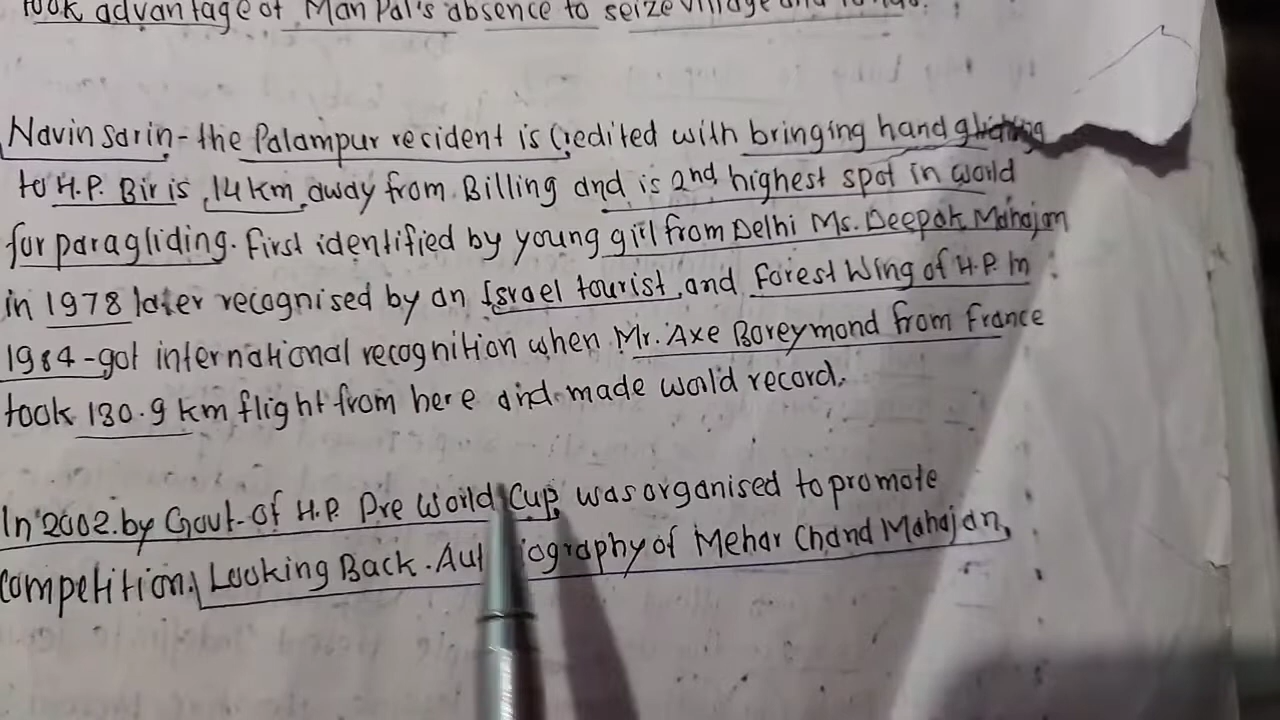 took advantage of Man Pal's absence to seize village and
Navin Sarin - the Palampur recident is Credited with bringing hand gliding
to H.P. Bir is 14 km away from Billing and is 2nd highest spot in world
for paragliding. First identified by young girl from Delhi Ms. Deepak Mahajan
in 1978 later recognised by an Israel tourist and Forest Wing of H.P. In
1984 - got international recognition when Mr. Axe Boreymond from France
took 130.9 km flight from here and made world record.
In 2002 by Govt. of H.P. Pre World Cup was organised to promote
competition. Looking Back. Autobiography of Mehar Chand Mahajan,